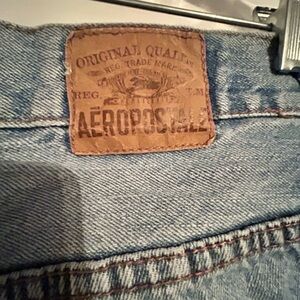 ORIGINAL QUALITY
REG. TRADE MARK
REG. T.M.
AÉROPOSTALE